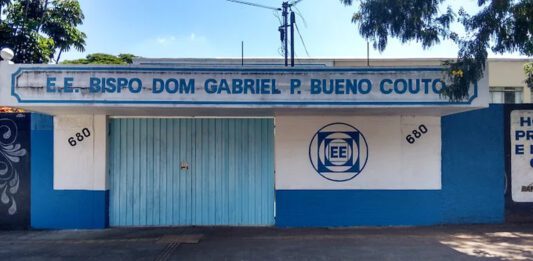 E.E. BISPO DOM GABRIEL P. BUENO COUTO
680
680
EE